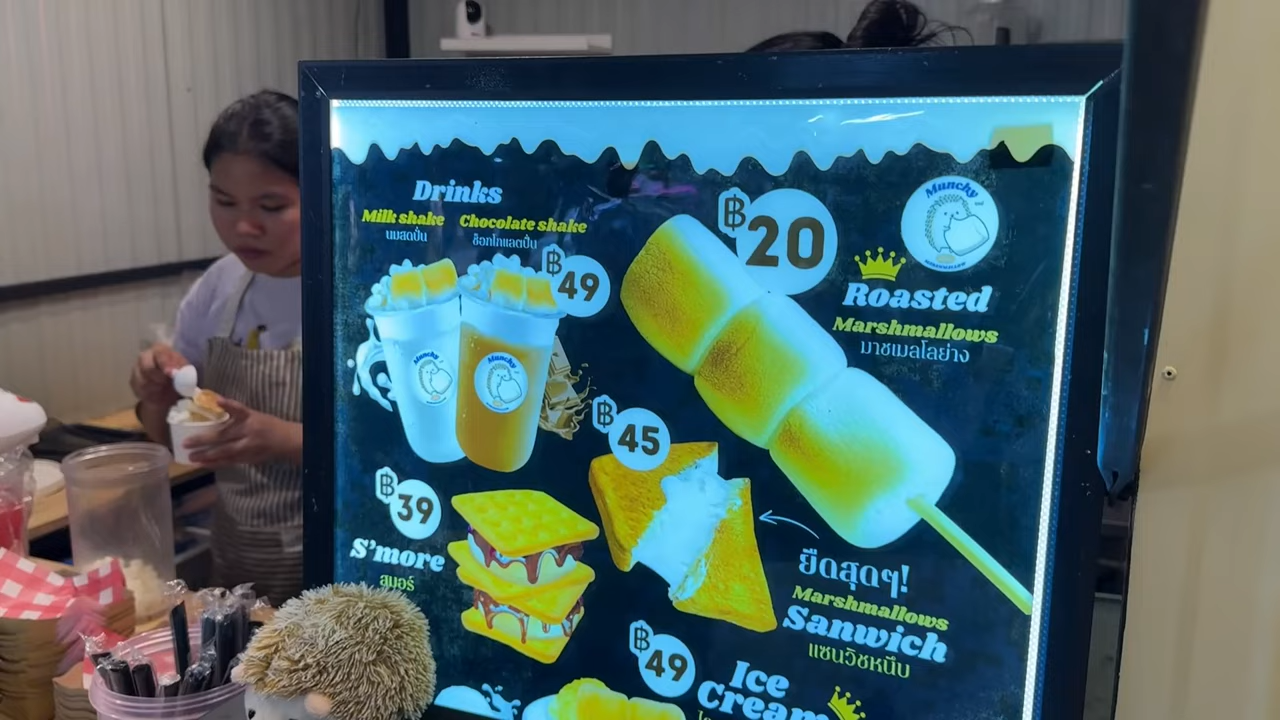 Drinks
Milk shake
นมสดปั่น
Chocolate shake
ช็อกโกแลตปั่น
฿49
Munchy
Munchy
฿20
Munchy
Roasted
Marshmallows
มาชเมลโลย่าง
฿45
ยืดสุดๆ!
Marshmallows
Sanwich
แซนวิชหนึบ
฿39
S'more
สมอร์
฿49
Ice
Cream